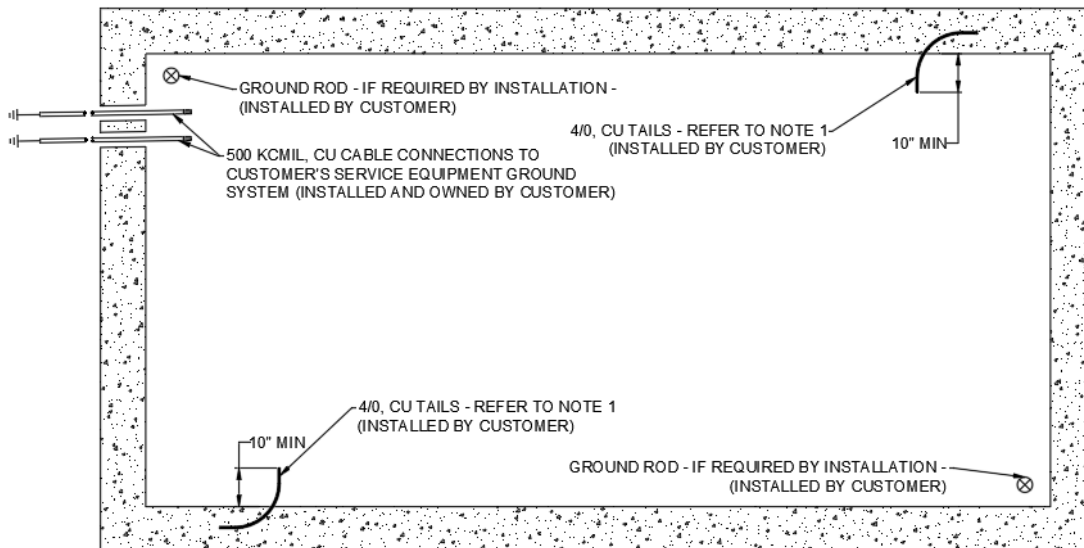 GROUND ROD - IF REQUIRED BY INSTALLATION -
(INSTALLED BY CUSTOMER)
4/0, CU TAILS - REFER TO NOTE 1
(INSTALLED BY CUSTOMER)
10" MIN
500 KCMIL, CU CABLE CONNECTIONS TO
CUSTOMER'S SERVICE EQUIPMENT GROUND
SYSTEM (INSTALLED AND OWNED BY CUSTOMER)
4/0, CU TAILS - REFER TO NOTE 1
(INSTALLED BY CUSTOMER)
10" MIN
GROUND ROD - IF REQUIRED BY INSTALLATION -
(INSTALLED BY CUSTOMER)